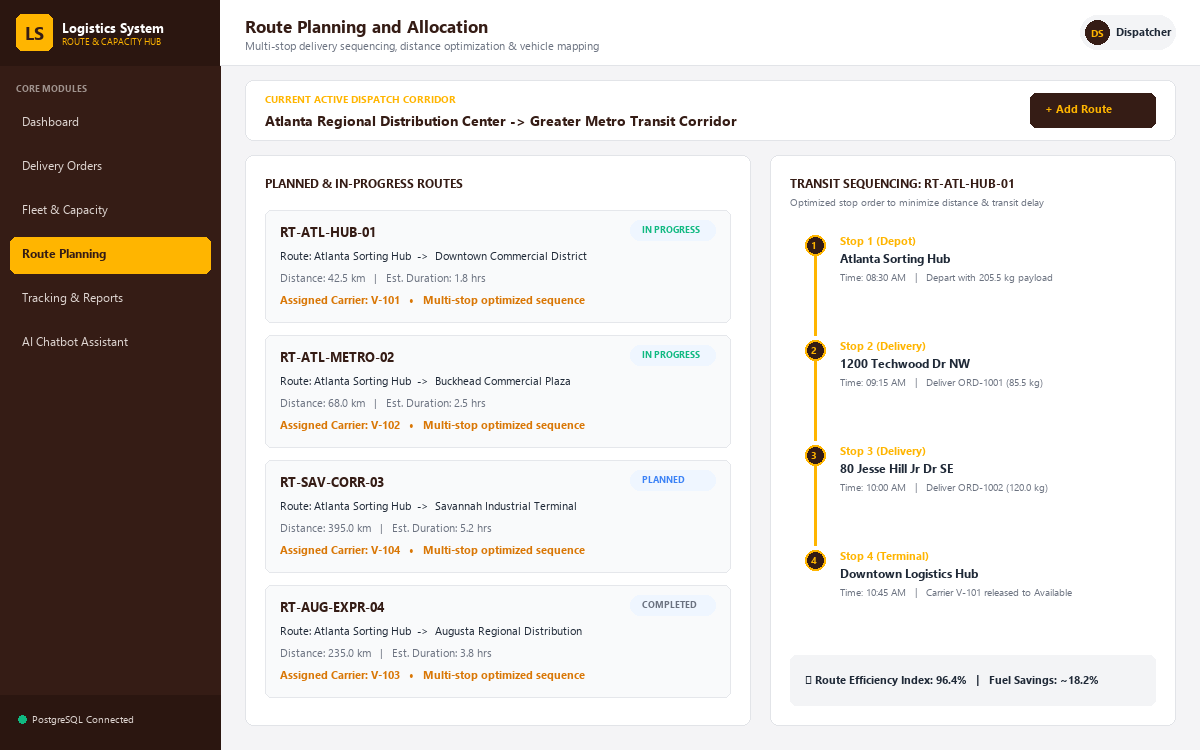 LS
Logistics System
ROUTE & CAPACITY HUB
CORE MODULES
Dashboard
Delivery Orders
Fleet & Capacity
Route Planning
Tracking & Reports
AI Chatbot Assistant
PostgreSQL Connected
Route Planning and Allocation
Multi-stop delivery sequencing, distance optimization & vehicle mapping
DS Dispatcher
CURRENT ACTIVE DISPATCH CORRIDOR
Atlanta Regional Distribution Center -> Greater Metro Transit Corridor
+ Add Route
PLANNED & IN-PROGRESS ROUTES
RT-ATL-HUB-01 IN PROGRESS
Route: Atlanta Sorting Hub -> Downtown Commercial District
Distance: 42.5 km | Est. Duration: 1.8 hrs
Assigned Carrier: V-101 • Multi-stop optimized sequence
RT-ATL-METRO-02 IN PROGRESS
Route: Atlanta Sorting Hub -> Buckhead Commercial Plaza
Distance: 68.0 km | Est. Duration: 2.5 hrs
Assigned Carrier: V-102 • Multi-stop optimized sequence
RT-SAV-CORR-03 PLANNED
Route: Atlanta Sorting Hub -> Savannah Industrial Terminal
Distance: 395.0 km | Est. Duration: 5.2 hrs
Assigned Carrier: V-104 • Multi-stop optimized sequence
RT-AUG-EXPR-04 COMPLETED
Route: Atlanta Sorting Hub -> Augusta Regional Distribution
Distance: 235.0 km | Est. Duration: 3.8 hrs
Assigned Carrier: V-103 • Multi-stop optimized sequence
TRANSIT SEQUENCING: RT-ATL-HUB-01
Optimized stop order to minimize distance & transit delay
1 Stop 1 (Depot)
Atlanta Sorting Hub
Time: 08:30 AM | Depart with 205.5 kg payload
2 Stop 2 (Delivery)
1200 Techwood Dr NW
Time: 09:15 AM | Deliver ORD-1001 (85.5 kg)
3 Stop 3 (Delivery)
80 Jesse Hill Jr Dr SE
Time: 10:00 AM | Deliver ORD-1002 (120.0 kg)
4 Stop 4 (Terminal)
Downtown Logistics Hub
Time: 10:45 AM | Carrier V-101 released to Available
Route Efficiency Index: 96.4% | Fuel Savings: ~18.2%